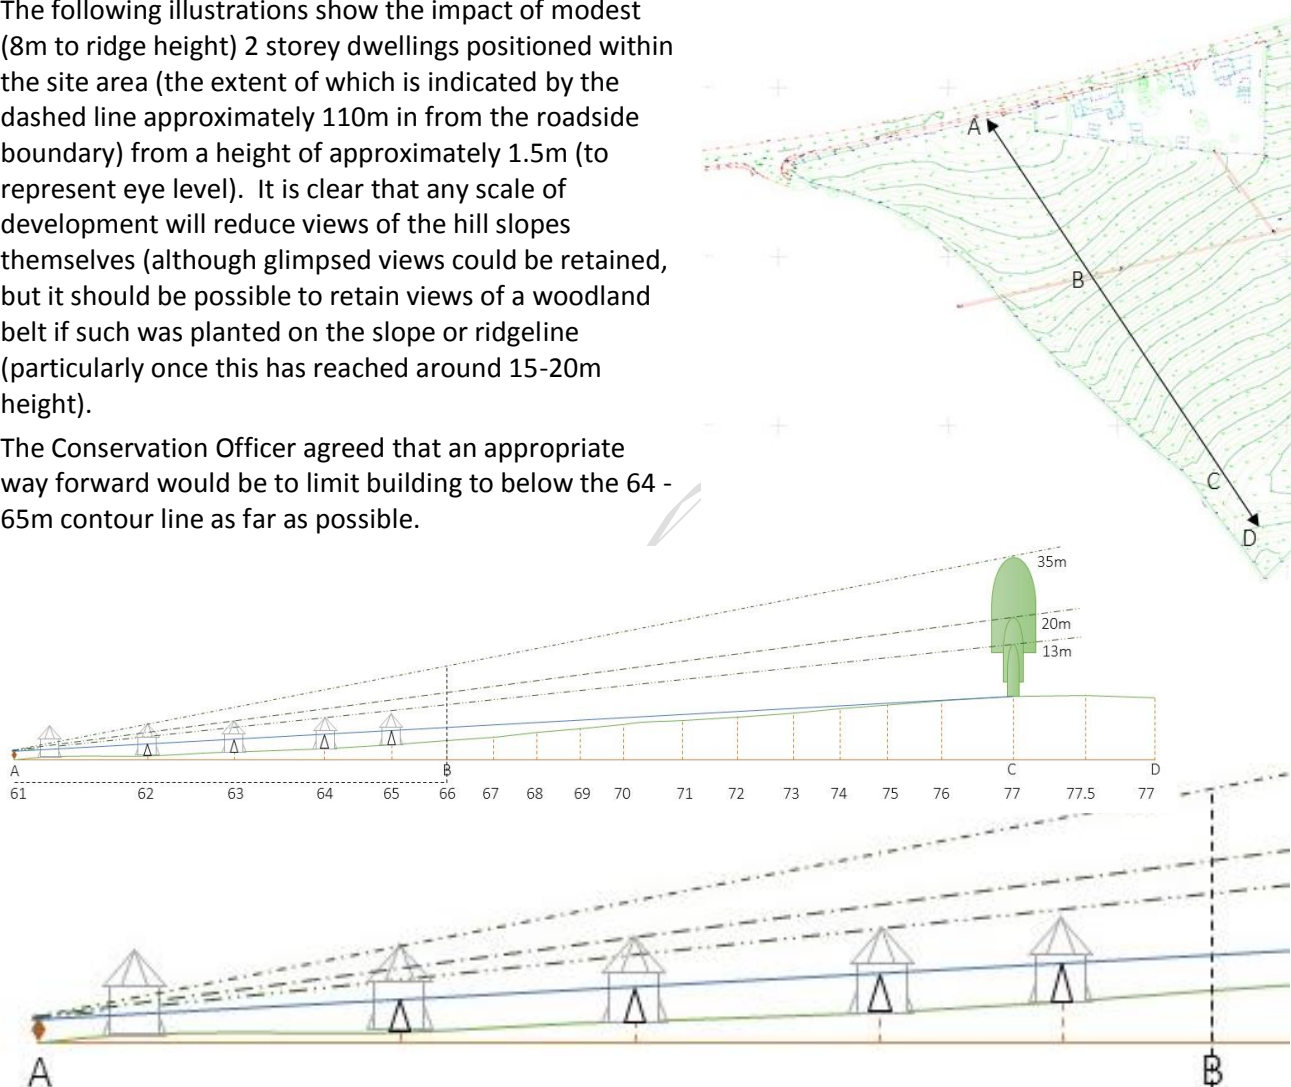 The following illustrations show the impact of modest
(8m to ridge height) 2 storey dwellings positioned within
the site area (the extent of which is indicated by the
dashed line approximately 110m in from the roadside
boundary) from a height of approximately 1.5m (to
represent eye level).  It is clear that any scale of
development will reduce views of the hill slopes
themselves (although glimpsed views could be retained,
but it should be possible to retain views of a woodland
belt if such was planted on the slope or ridgeline
(particularly once this has reached around 15-20m
height).
The Conservation Officer agreed that an appropriate
way forward would be to limit building to below the 64 -
65m contour line as far as possible.
A
B
C
D
35m
20m
13m
A B C D
61 62 63 64 65 66 67 68 69 70 71 72 73 74 75 76 77 77.5 77
A B